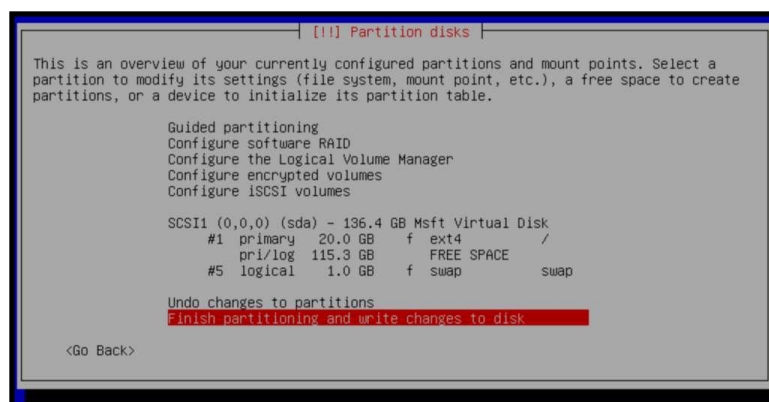 [!!] Partition disks
This is an overview of your currently configured partitions and mount points. Select a
partition to modify its settings (file system, mount point, etc.), a free space to create
partitions, or a device to initialize its partition table.
Guided partitioning
Configure software RAID
Configure the Logical Volume Manager
Configure encrypted volumes
Configure iSCSI volumes
SCSI1 (0,0,0) (sda) - 136.4 GB Msft Virtual Disk
#1 primary 20.0 GB f ext4 /
pri/log 115.3 GB FREE SPACE
#5 logical 1.0 GB f swap swap
Undo changes to partitions
Finish partitioning and write changes to disk
<Go Back>